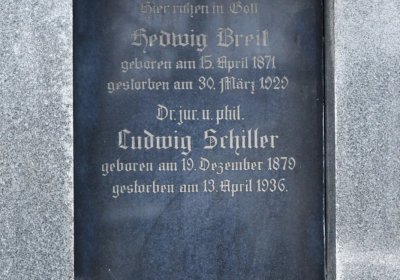 Hier ruhen in Gott
Hedwig Breit
geboren am 15. April 1871
gestorben am 30. März 1929
Dr. jur. u. phil.
Ludwig Schiller
geboren am 19. Dezember 1879
gestorben am 13. April 1936.